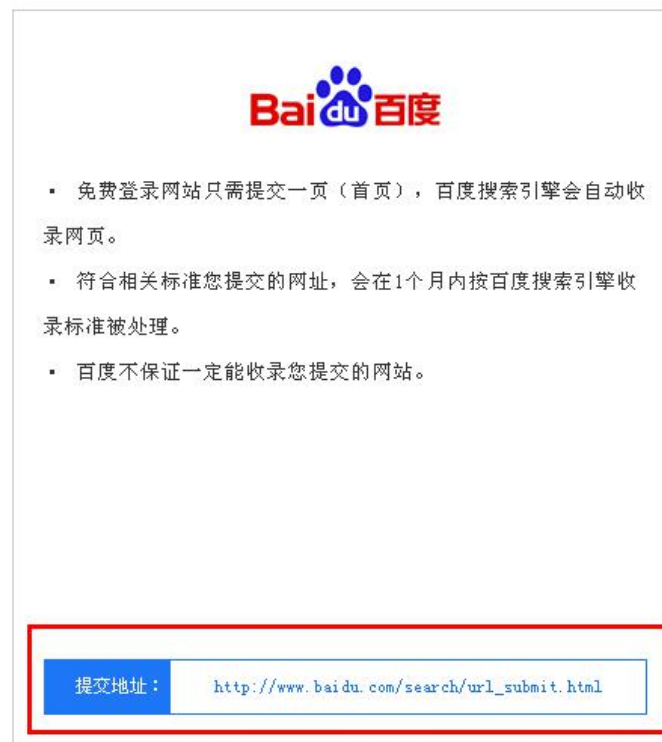 Bai du 百度
▪ 免费登录网站只需提交一页（首页），百度搜索引擎会自动收
录网页。
▪ 符合相关标准您提交的网址，会在1个月内按百度搜索引擎收
录标准被处理。
▪ 百度不保证一定能收录您提交的网站。
提交地址： http://www.baidu.com/search/url_submit.html